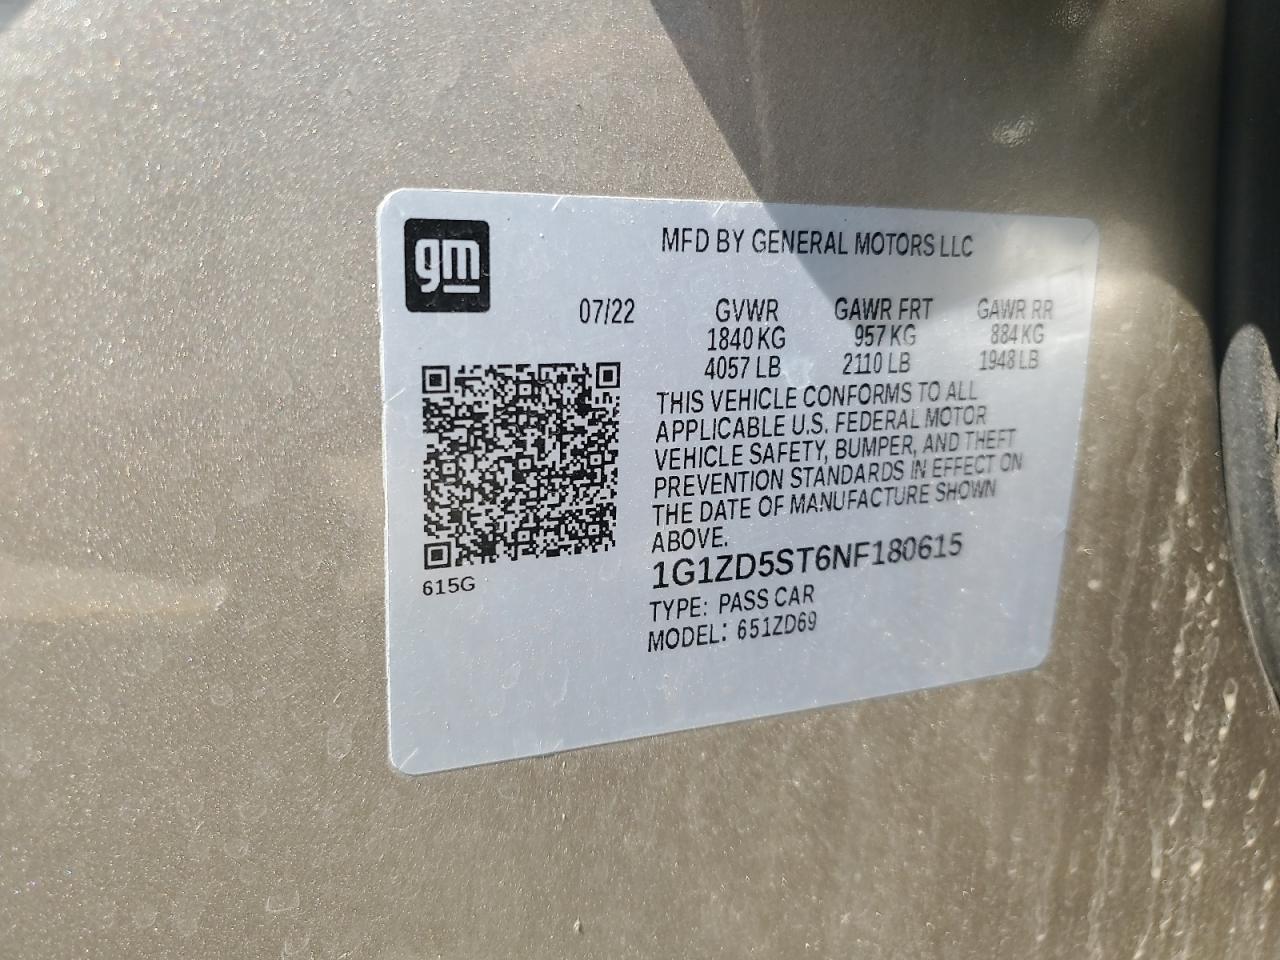 gm
MFD BY GENERAL MOTORS LLC
07/22 GVWR GAWR FRT GAWR RR
1840 KG 957 KG 884 KG
4057 LB 2110 LB 1948 LB
THIS VEHICLE CONFORMS TO ALL
APPLICABLE U.S. FEDERAL MOTOR
VEHICLE SAFETY, BUMPER, AND THEFT
PREVENTION STANDARDS IN EFFECT ON
THE DATE OF MANUFACTURE SHOWN
ABOVE.
615G
1G1ZD5ST6NF180615
TYPE: PASS CAR
MODEL: 651ZD69